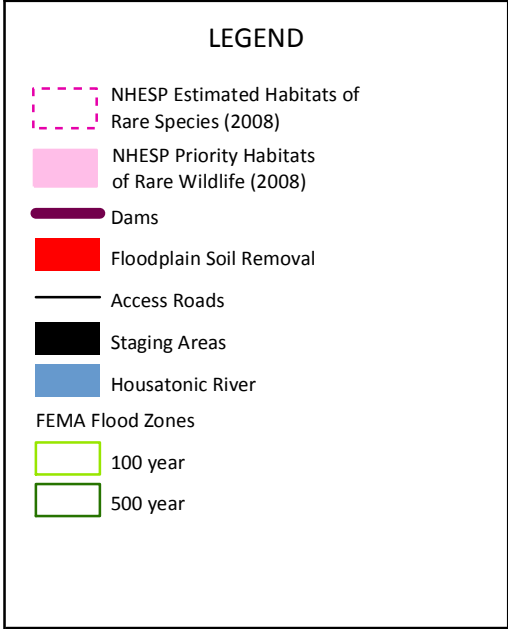 LEGEND
NHESP Estimated Habitats of
Rare Species (2008)
NHESP Priority Habitats
of Rare Wildlife (2008)
Dams
Floodplain Soil Removal
Access Roads
Staging Areas
Housatonic River
FEMA Flood Zones
100 year
500 year